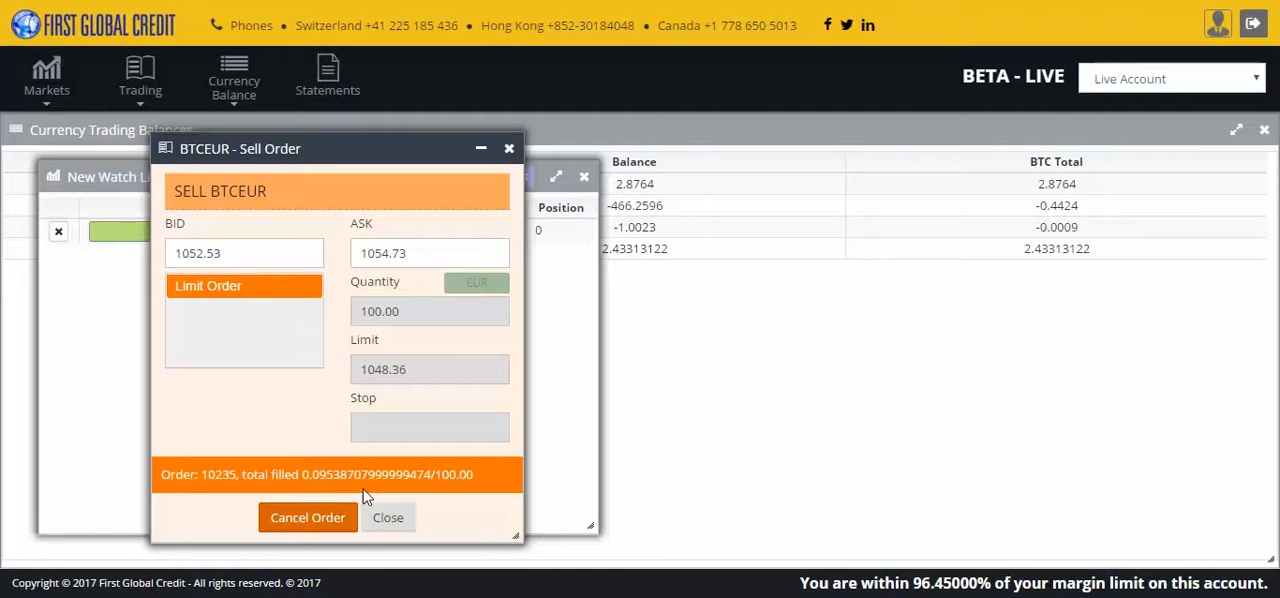 FIRST GLOBAL CREDIT
Phones • Switzerland +41 225 185 436 • Hong Kong +852-30184048 • Canada +1 778 650 5013
Markets
Trading
Currency
Balance
Statements
BETA - LIVE
Live Account
Currency Trading Balances
Balance
BTC Total
2.8764
2.8764
-466.2596
-0.4424
-1.0023
-0.0009
2.43313122
2.43313122
New Watch Li
Position
0
BTCEUR - Sell Order
SELL BTCEUR
BID
ASK
1052.53
1054.73
Limit Order
Quantity
EUR
100.00
Limit
1048.36
Stop
Order: 10235, total filled 0.09538707999999474/100.00
Cancel Order
Close
Copyright © 2017 First Global Credit - All rights reserved. © 2017
You are within 96.45000% of your margin limit on this account.